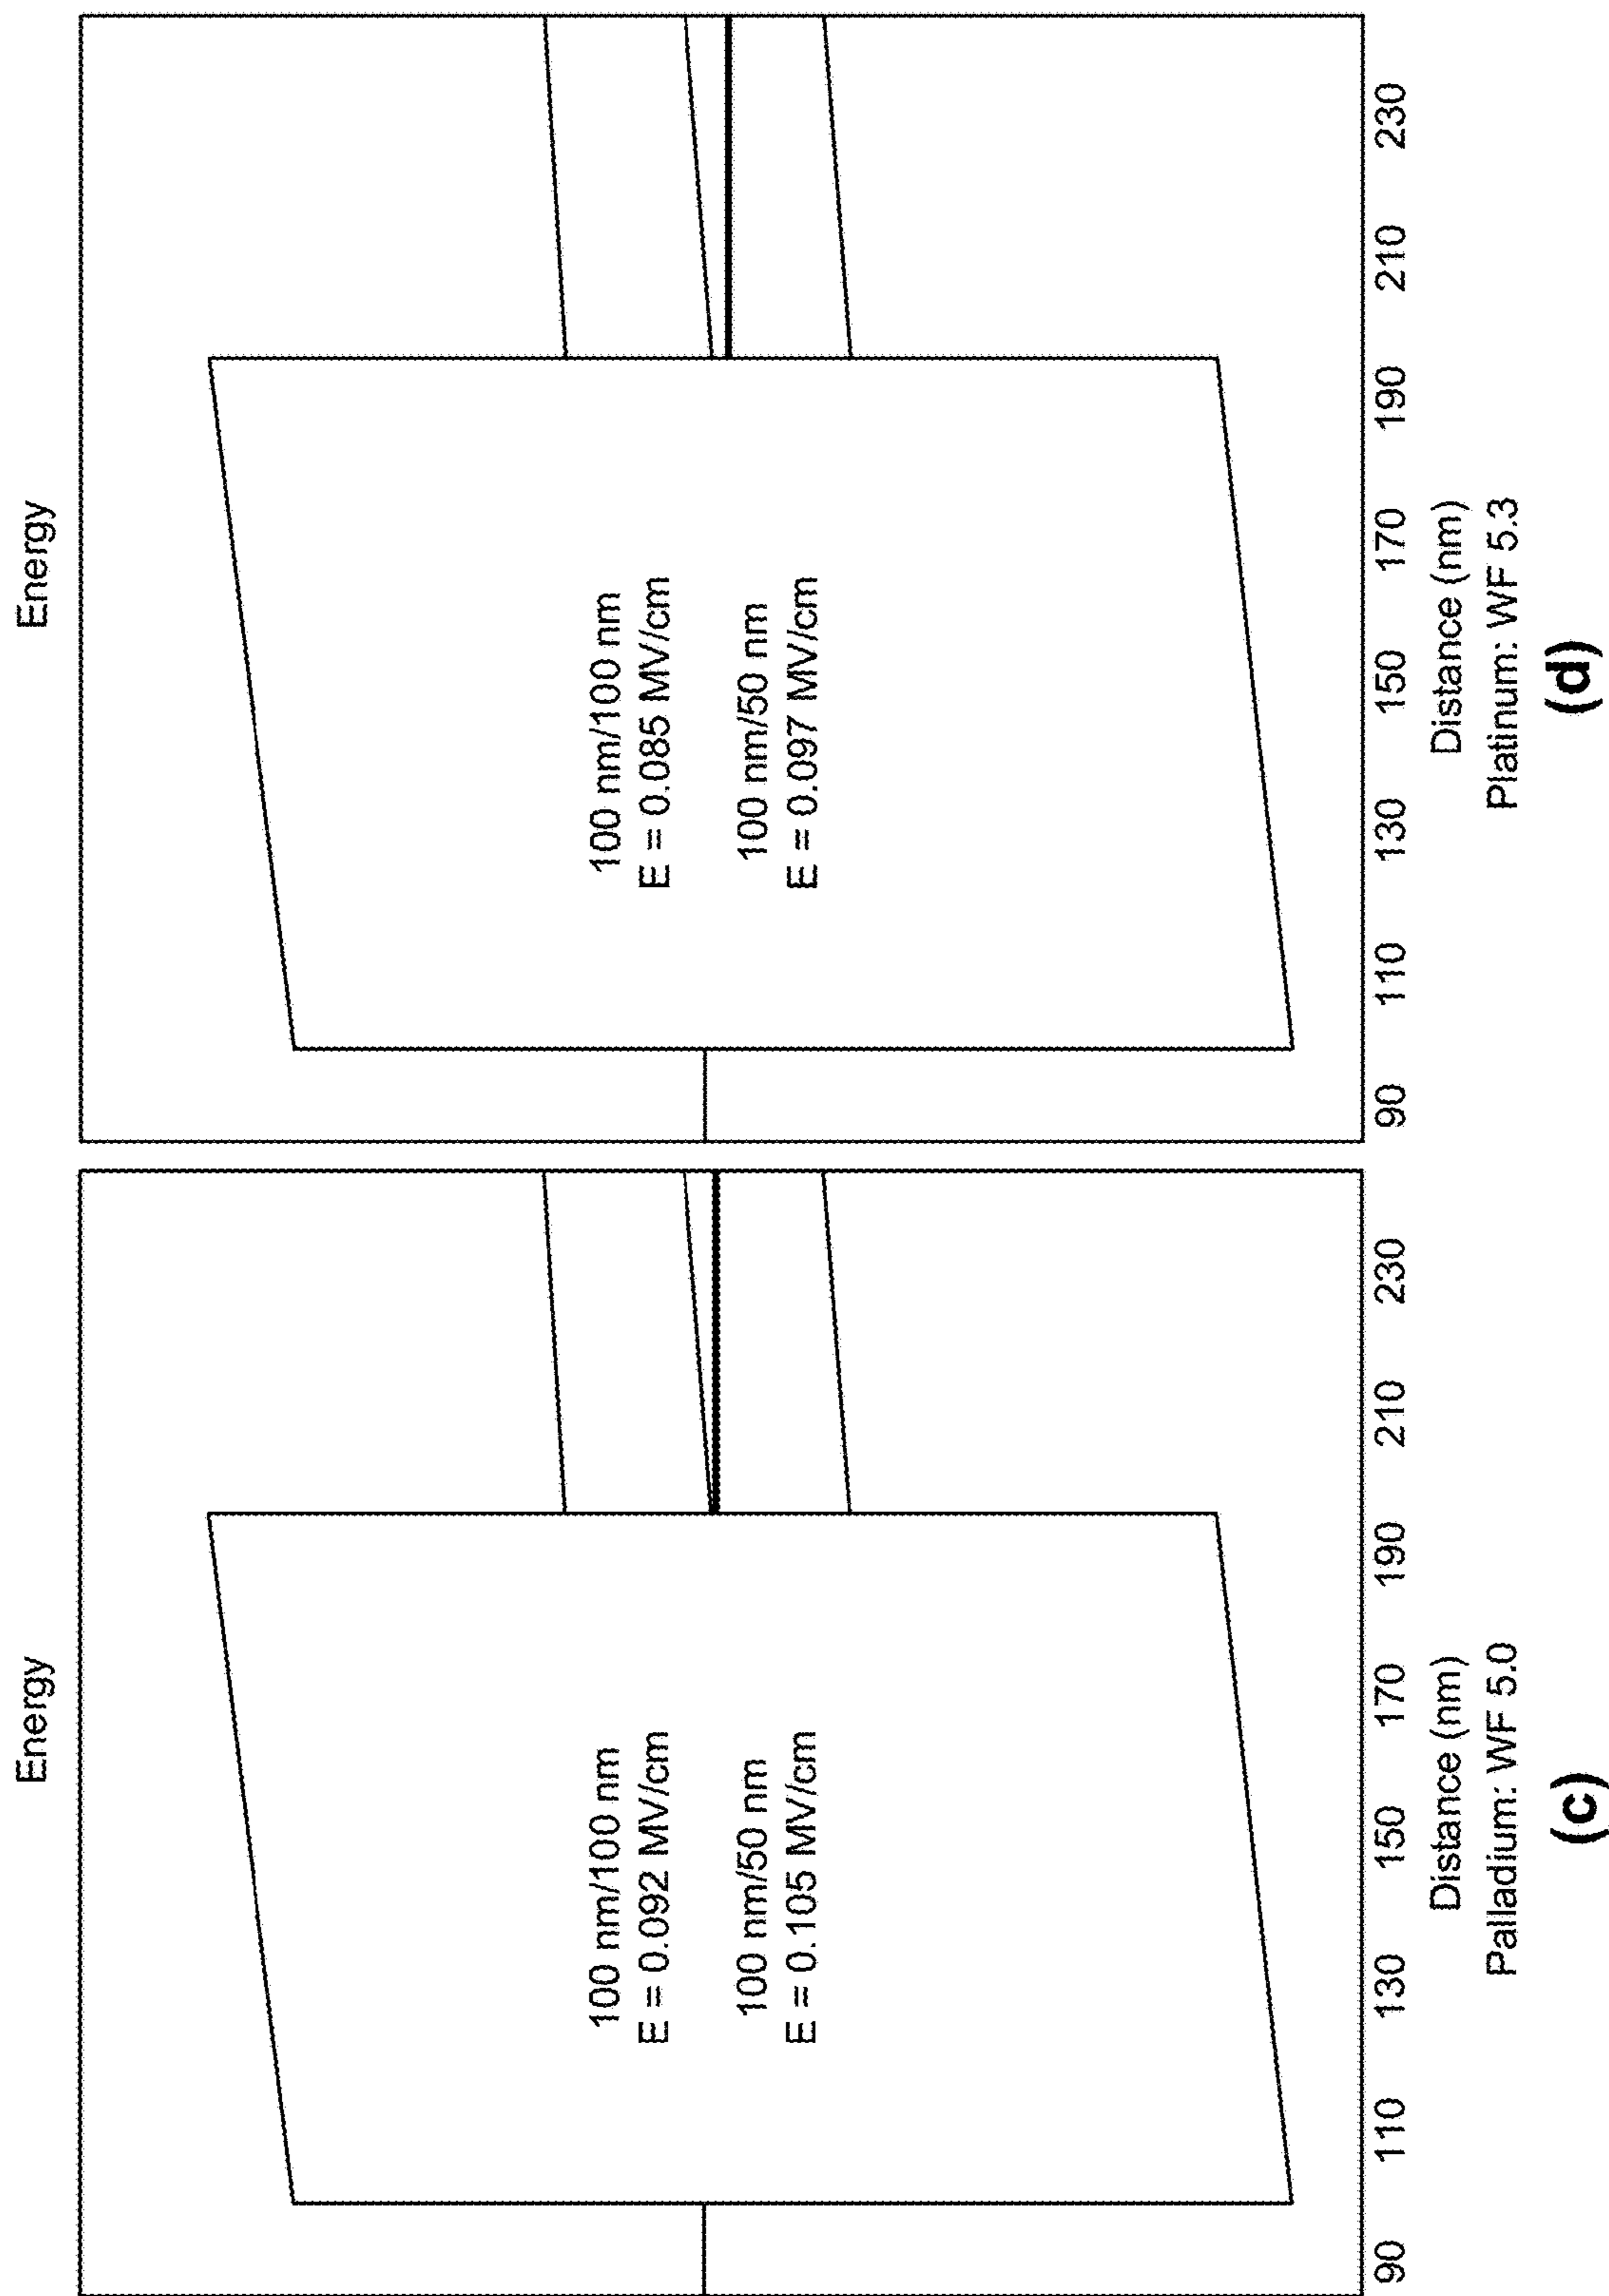 Energy
100 nm/100 nm
E = 0.092 MV/cm
100 nm/50 nm
E = 0.105 MV/cm
90 110 130 150 170 190 210 230
Distance (nm)
Palladium: WF 5.0
(c)
Energy
100 nm/100 nm
E = 0.085 MV/cm
100 nm/50 nm
E = 0.097 MV/cm
90 110 130 150 170 190 210 230
Distance (nm)
Platinum: WF 5.3
(d)